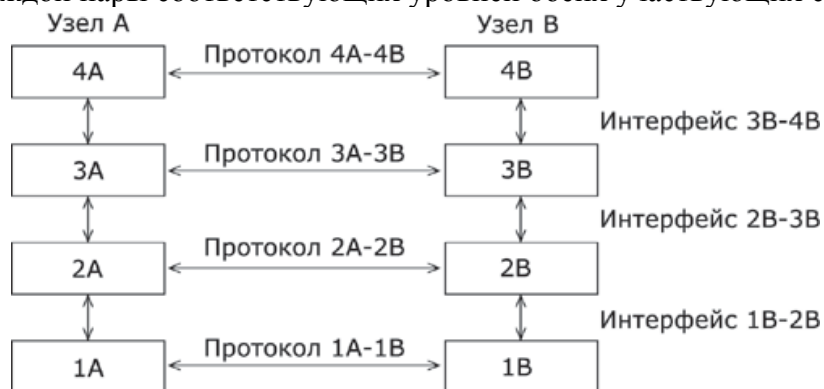 Узел А Узел В
4А Протокол 4А-4В 4В
Интерфейс 3В-4В
3А Протокол 3А-3В 3В
Интерфейс 2В-3В
2А Протокол 2А-2В 2В
Интерфейс 1В-2В
1А Протокол 1А-1В 1В